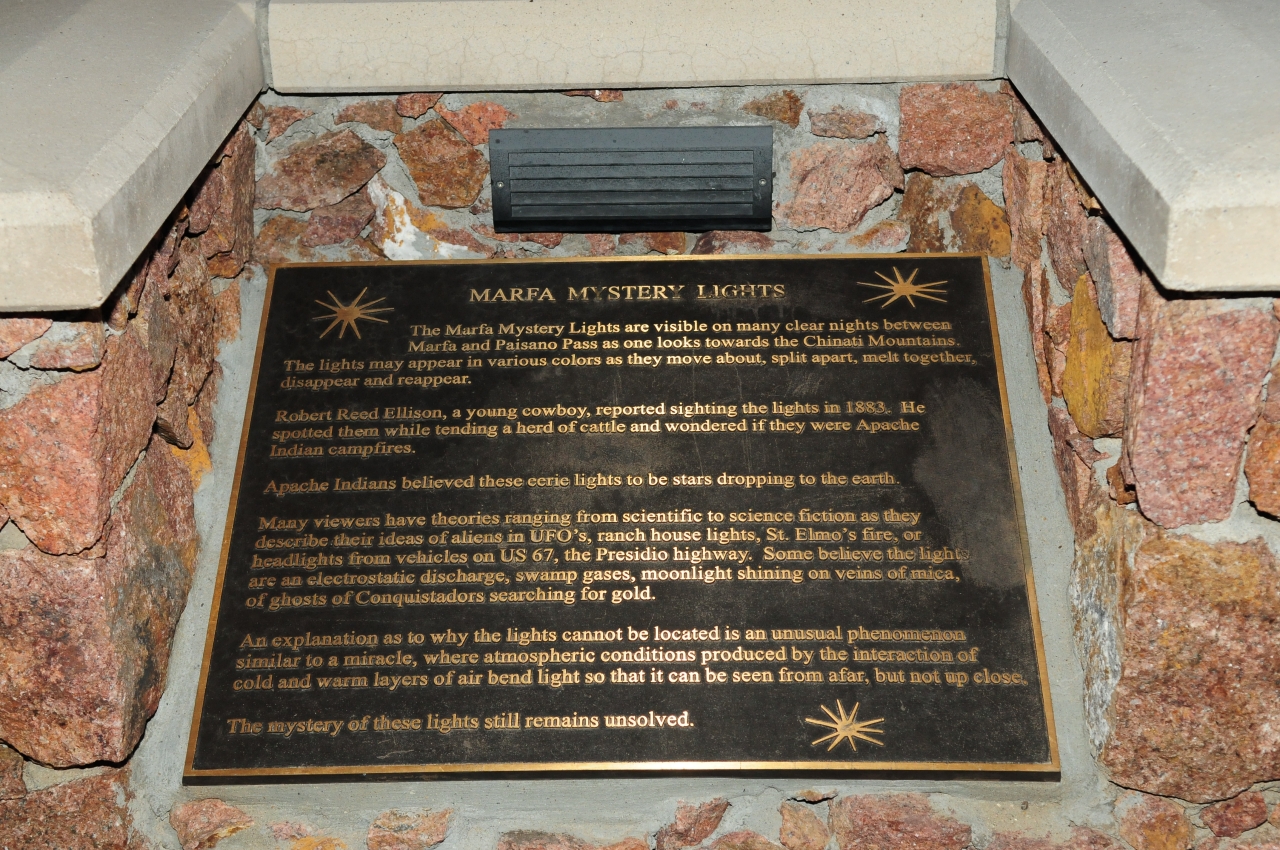 MARFA MYSTERY LIGHTS
The Marfa Mystery Lights are visible on many clear nights between
Marfa and Paisano Pass as one looks towards the Chinati Mountains.
The lights may appear in various colors as they move about, split apart, melt together,
disappear and reappear.
Robert Reed Ellison, a young cowboy, reported sighting the lights in 1883. He
spotted them while tending a herd of cattle and wondered if they were Apache
Indian campfires.
Apache Indians believed these eerie lights to be stars dropping to the earth.
Many viewers have theories ranging from scientific to science fiction as they
describe their ideas of aliens in UFO's, ranch house lights, St. Elmo's fire, or
headlights from vehicles on US 67, the Presidio highway. Some believe the lights
are an electrostatic discharge, swamp gases, moonlight shining on veins of mica,
of ghosts of Conquistadors searching for gold.
An explanation as to why the lights cannot be located is an unusual phenomenon
similar to a miracle, where atmospheric conditions produced by the interaction of
cold and warm layers of air bend light so that it can be seen from afar, but not up close.
The mystery of these lights still remains unsolved.